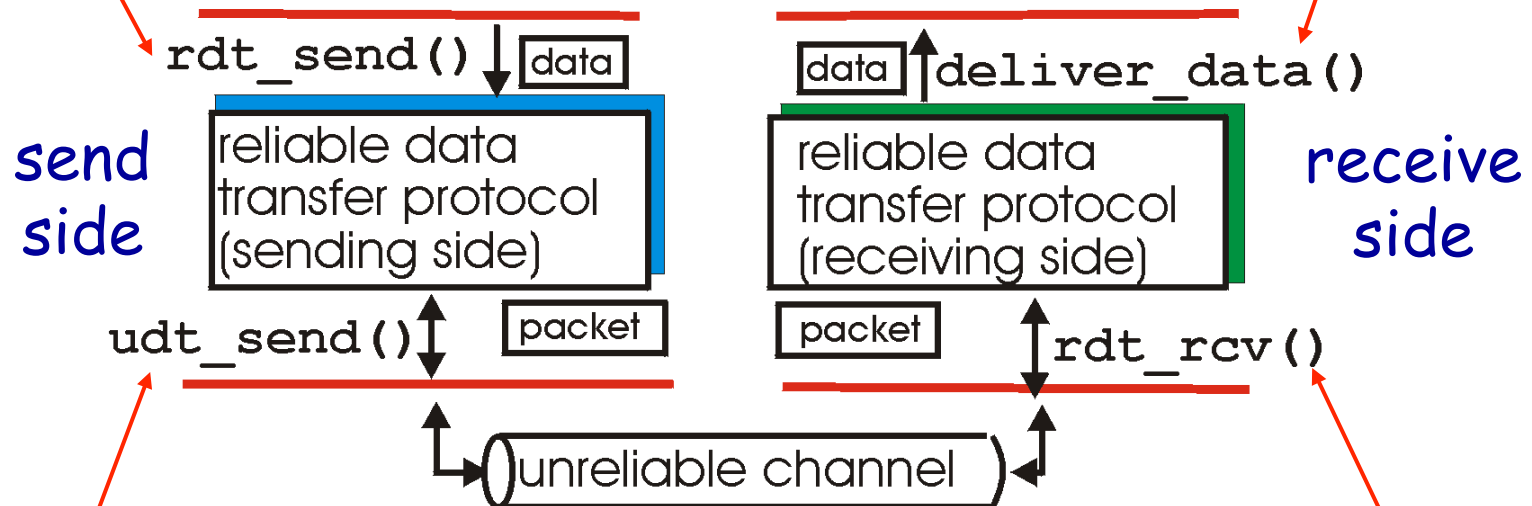 rdt_send()
data
data
deliver_data()
send
side
reliable data
transfer protocol
(sending side)
reliable data
transfer protocol
(receiving side)
receive
side
udt_send()
packet
packet
rdt_rcv()
unreliable channel